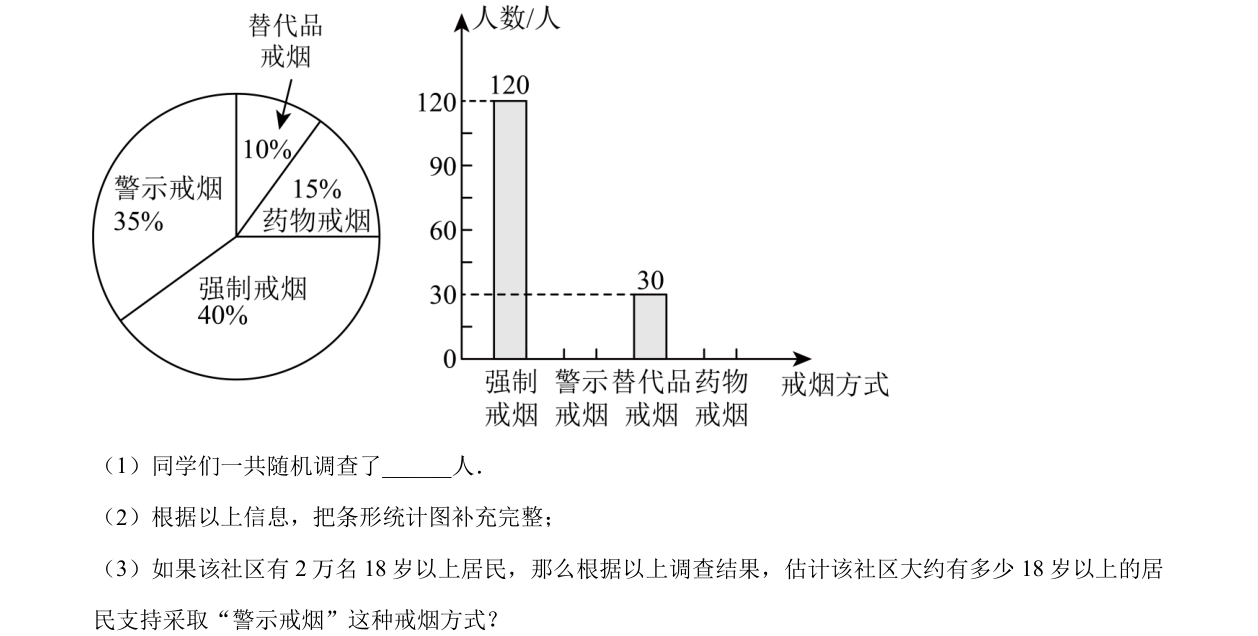 替代品
戒烟
10%
15%
药物戒烟
警示戒烟
35%
强制戒烟
40%
人数/人
120
120
90
60
30
30
0
强制 警示 替代品 药物
戒烟 戒烟 戒烟 戒烟
戒烟方式
（1）同学们一共随机调查了______人．
（2）根据以上信息，把条形统计图补充完整；
（3）如果该社区有 2 万名 18 岁以上居民，那么根据以上调查结果，估计该社区大约有多少 18 岁以上的居
民支持采取“警示戒烟”这种戒烟方式？